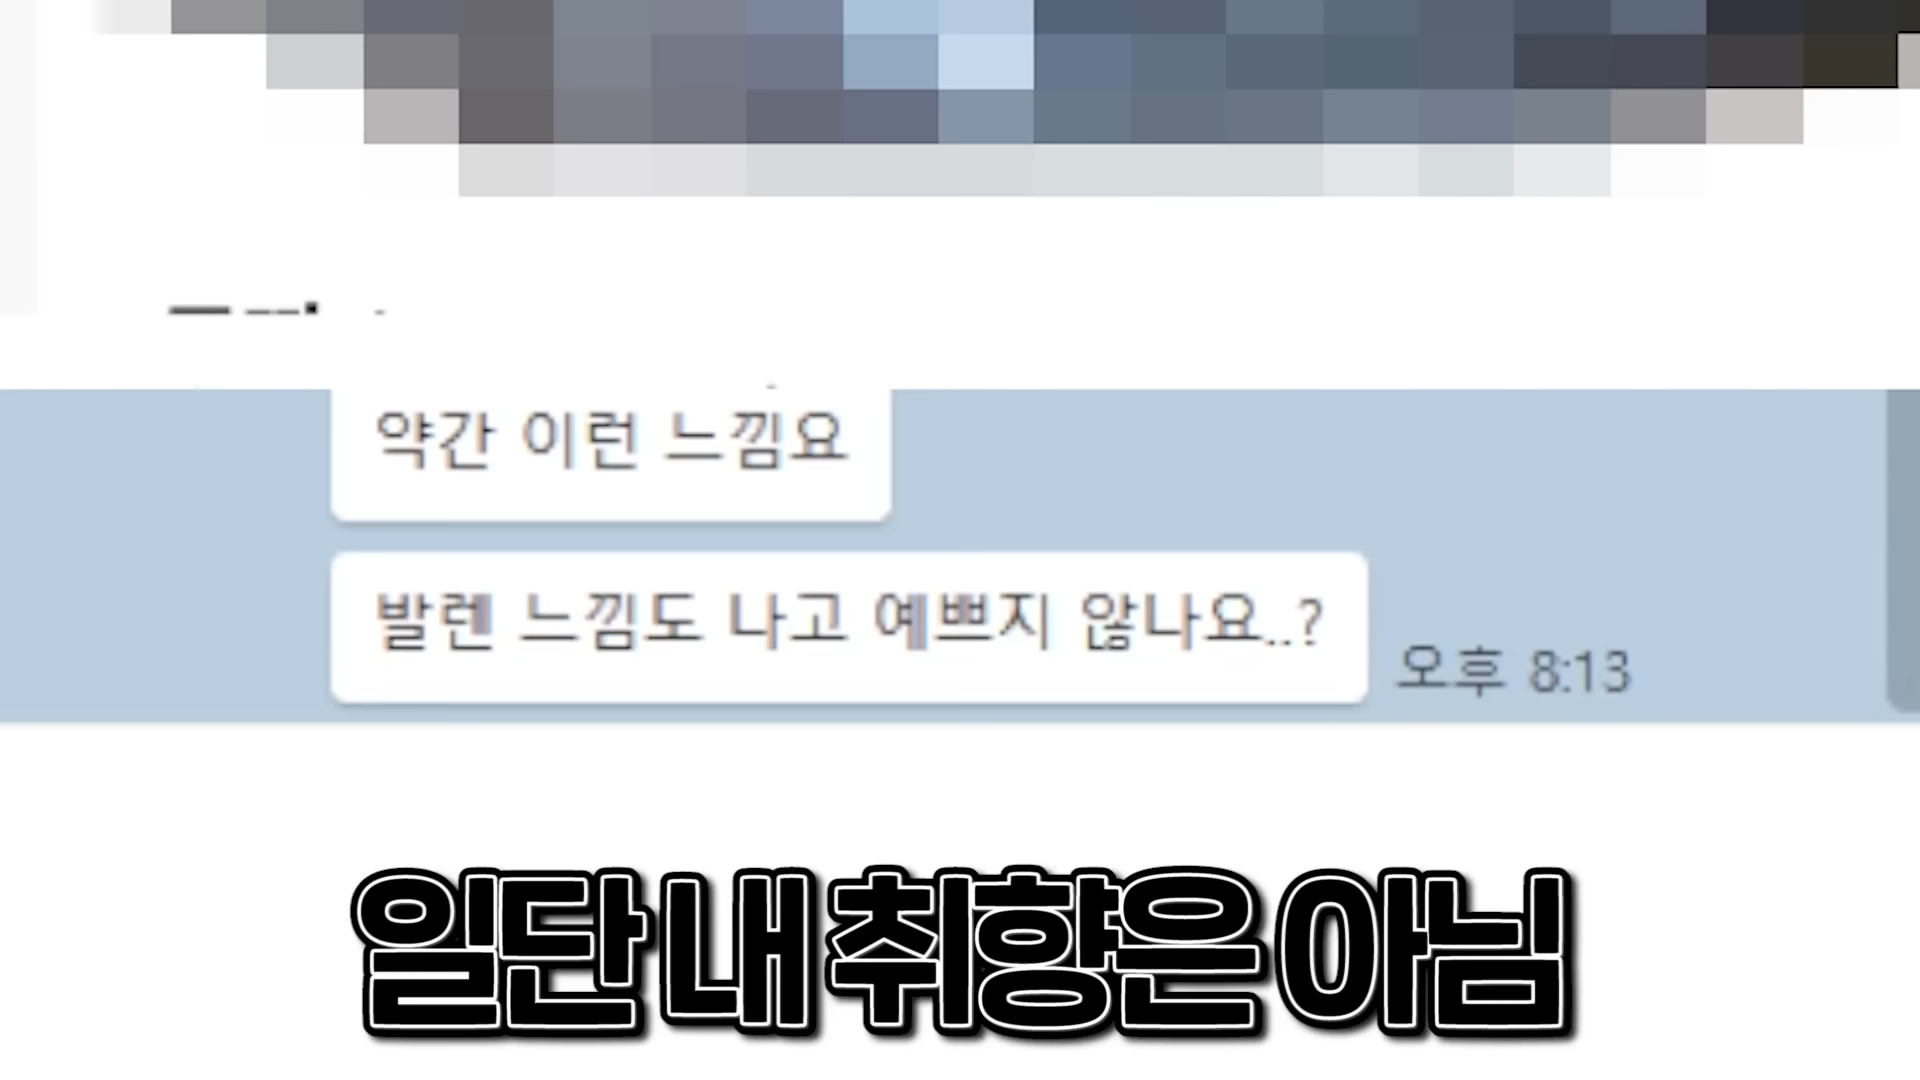 약간 이런 느낌요
발렌 느낌도 나고 예쁘지 않나요..?
오후 8:13
일단 내 취향은 아님